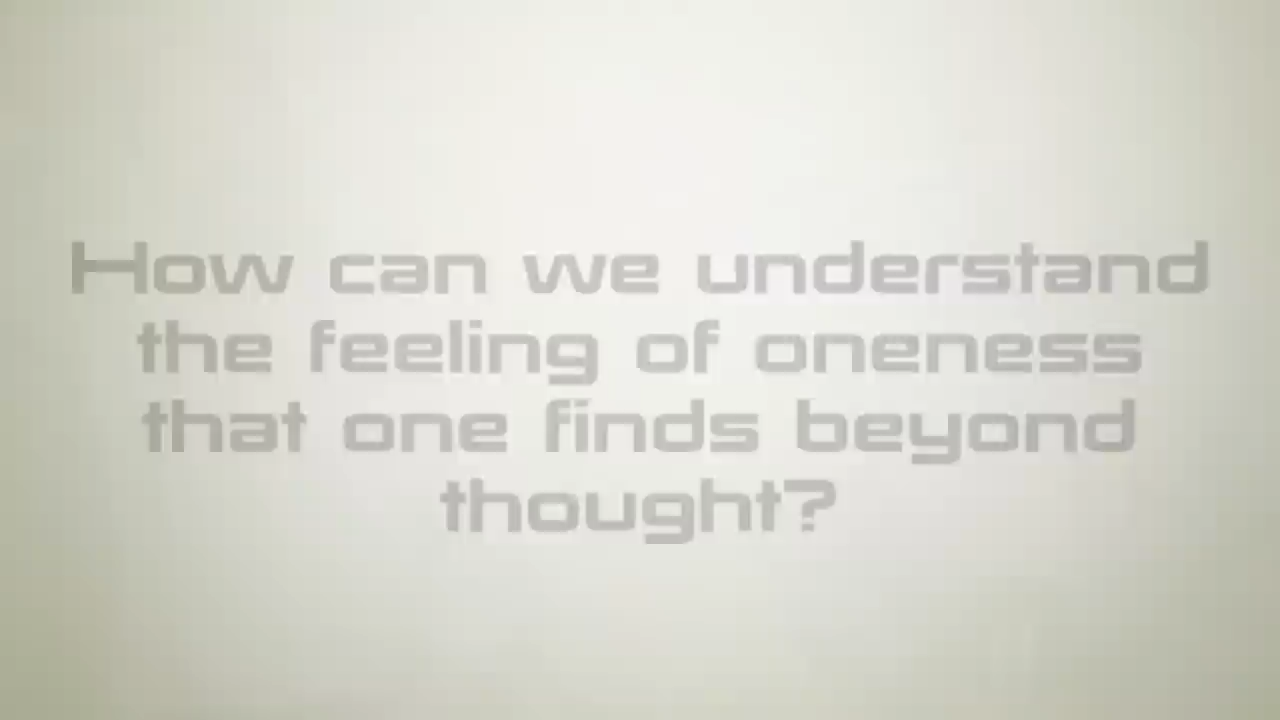 How can we understand
the feeling of oneness
that one finds beyond
thought?